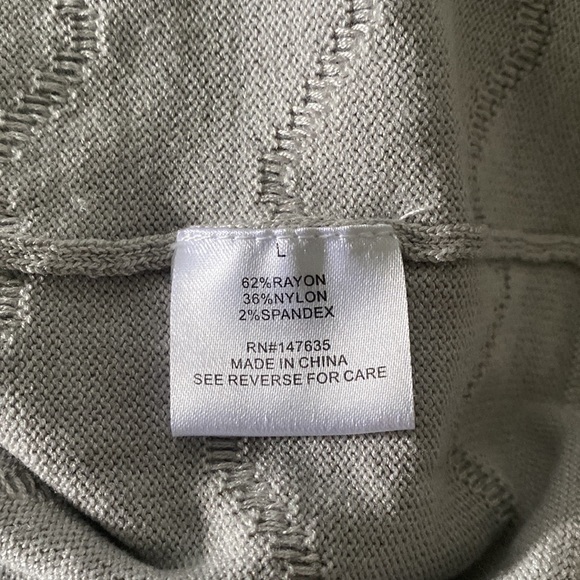 L
62%RAYON
36%NYLON
2%SPANDEX
RN#147635
MADE IN CHINA
SEE REVERSE FOR CARE